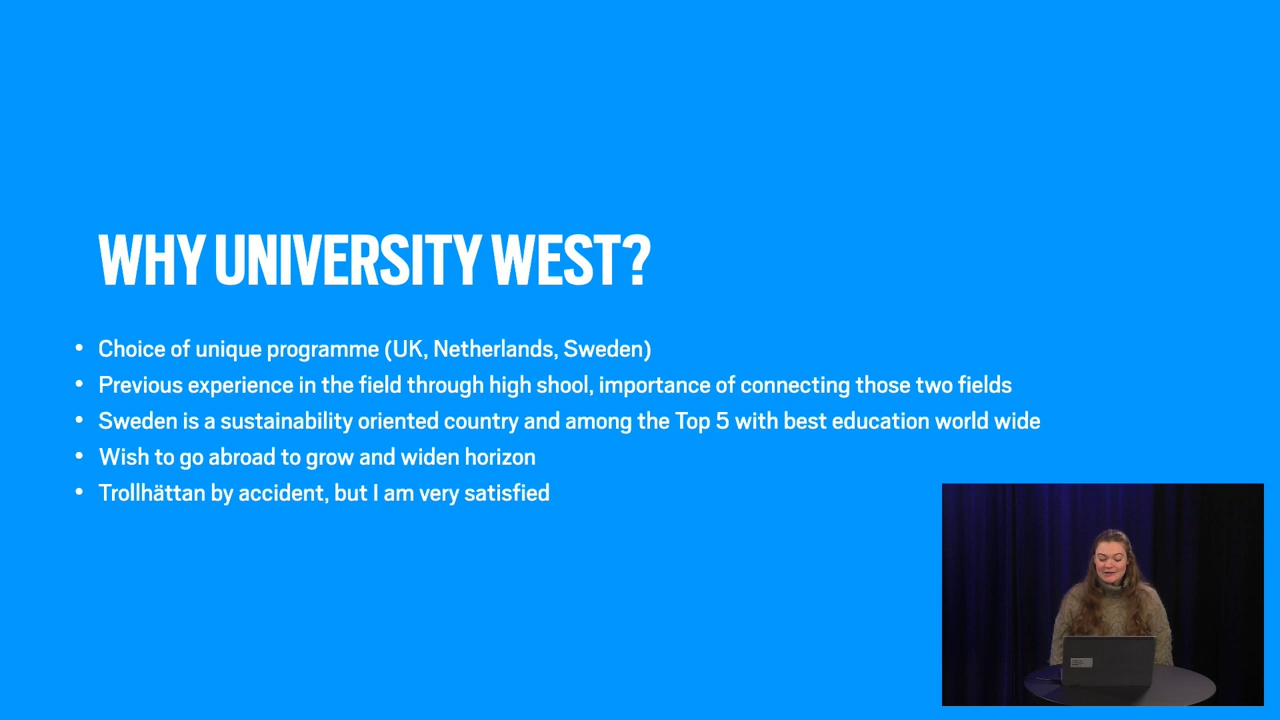 WHY UNIVERSITY WEST?
• Choice of unique programme (UK, Netherlands, Sweden)
• Previous experience in the field through high shool, importance of connecting those two fields
• Sweden is a sustainability oriented country and among the Top 5 with best education world wide
• Wish to go abroad to grow and widen horizon
• Trollhättan by accident, but I am very satisfied